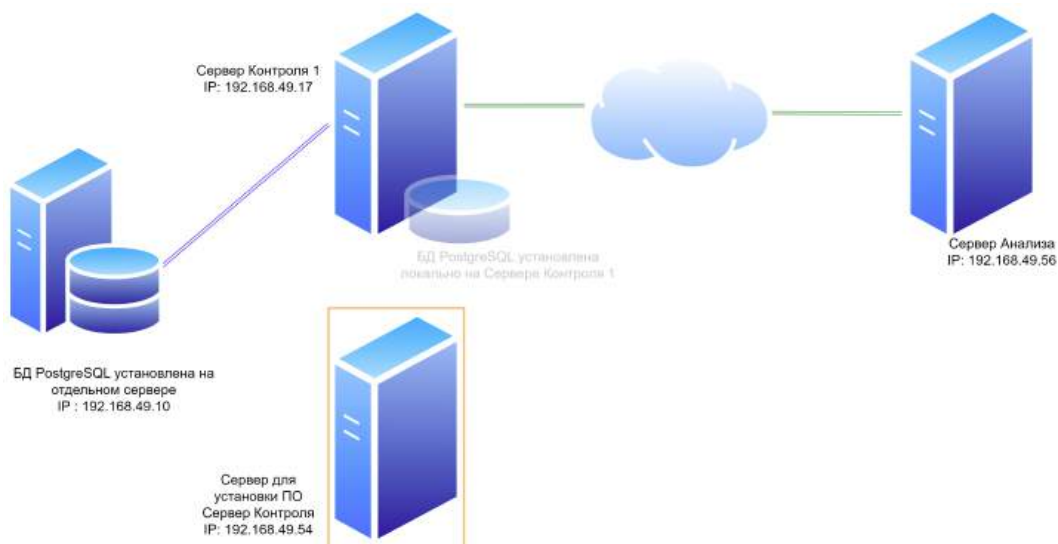 Сервер Контроля 1
IP: 192.168.49.17
БД PostgreSQL установлена
локально на Сервере Контроля 1
Сервер Анализа
IP: 192.168.49.56
БД PostgreSQL установлена на
отдельном сервере
IP : 192.168.49.10
Сервер для
установки ПО
Сервер Контроля
IP: 192.168.49.54